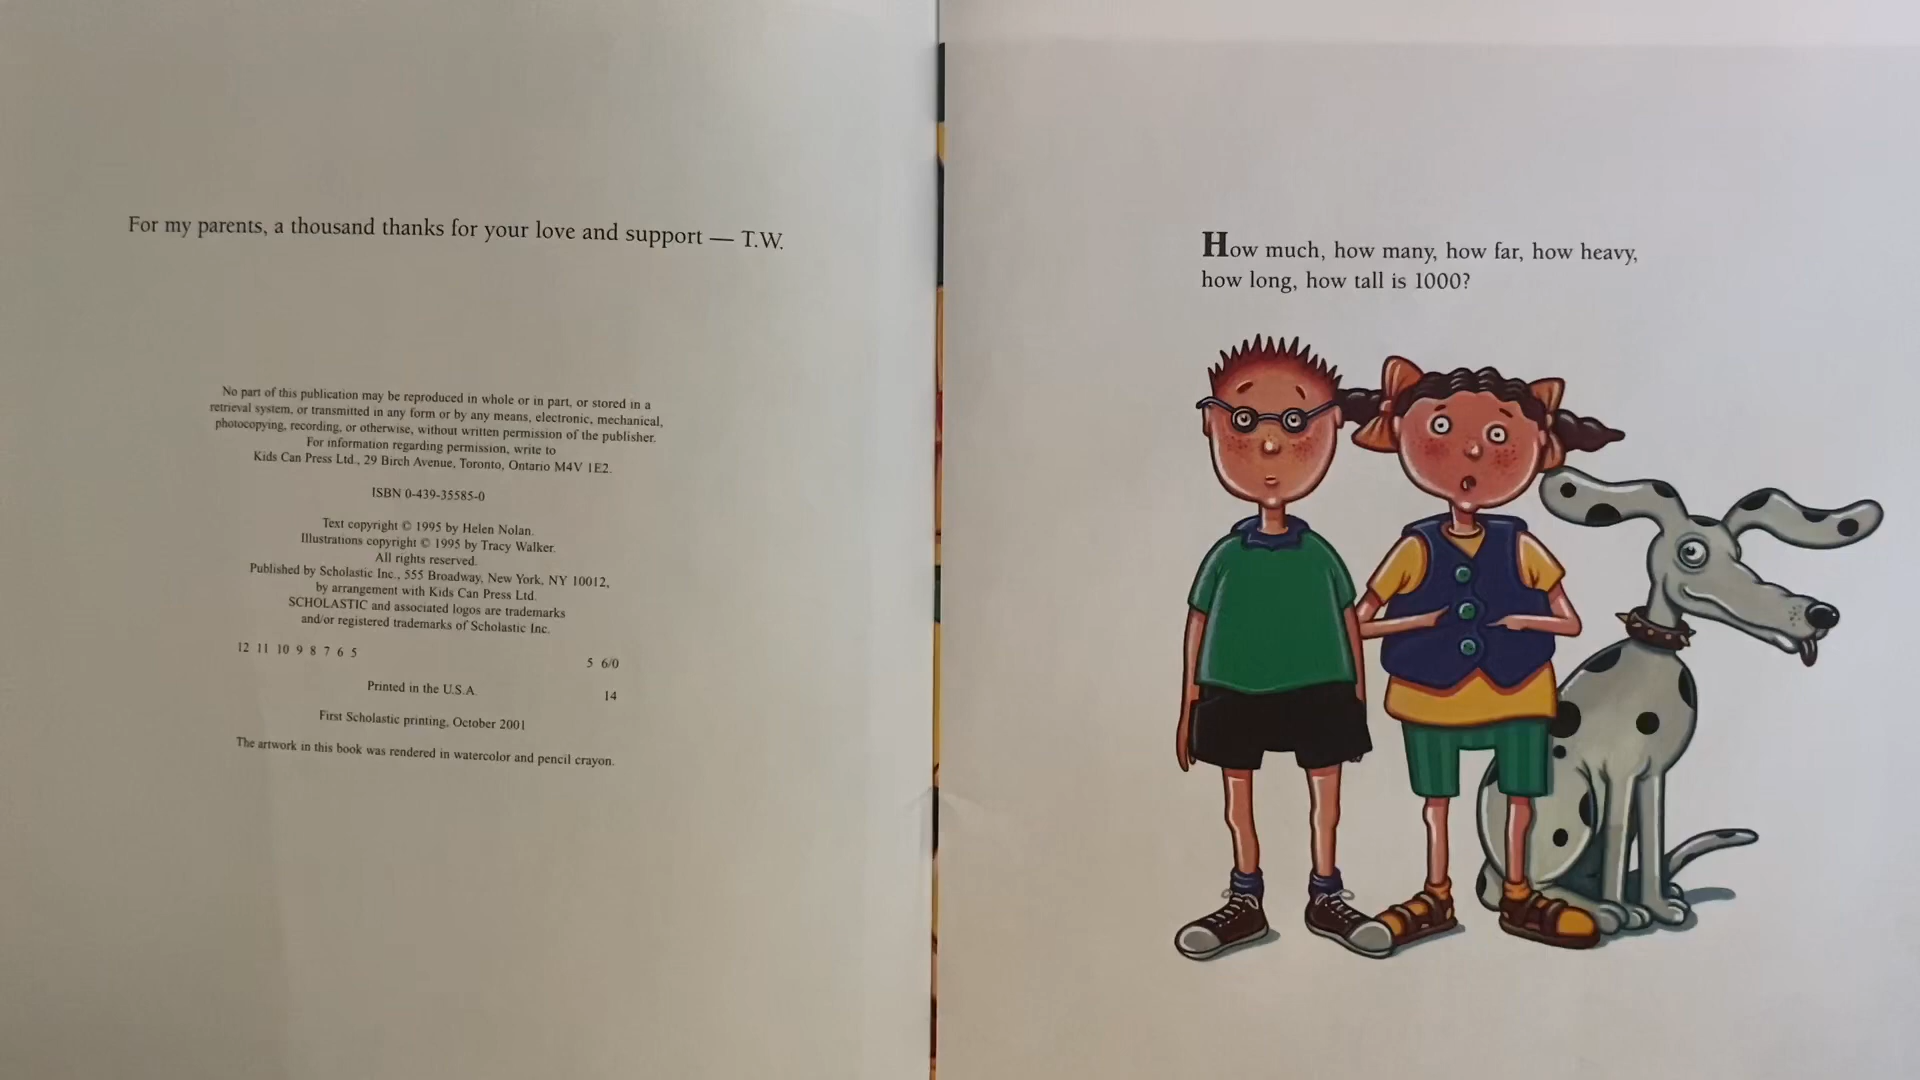 For my parents, a thousand thanks for your love and support — T.W.
No part of this publication may be reproduced in whole or in part, or stored in a
retrieval system, or transmitted in any form or by any means, electronic, mechanical,
photocopying, recording, or otherwise, without written permission of the publisher.
For information regarding permission, write to
Kids Can Press Ltd., 29 Birch Avenue, Toronto, Ontario M4V 1E2.
ISBN 0-439-35585-0
Text copyright © 1995 by Helen Nolan.
Illustrations copyright © 1995 by Tracy Walker.
All rights reserved.
Published by Scholastic Inc., 555 Broadway, New York, NY 10012,
by arrangement with Kids Can Press Ltd.
SCHOLASTIC and associated logos are trademarks
and/or registered trademarks of Scholastic Inc.
12 11 10 9 8 7 6 5 5 6/0
Printed in the U.S.A. 14
First Scholastic printing, October 2001
The artwork in this book was rendered in watercolor and pencil crayon.
How much, how many, how far, how heavy,
how long, how tall is 1000?